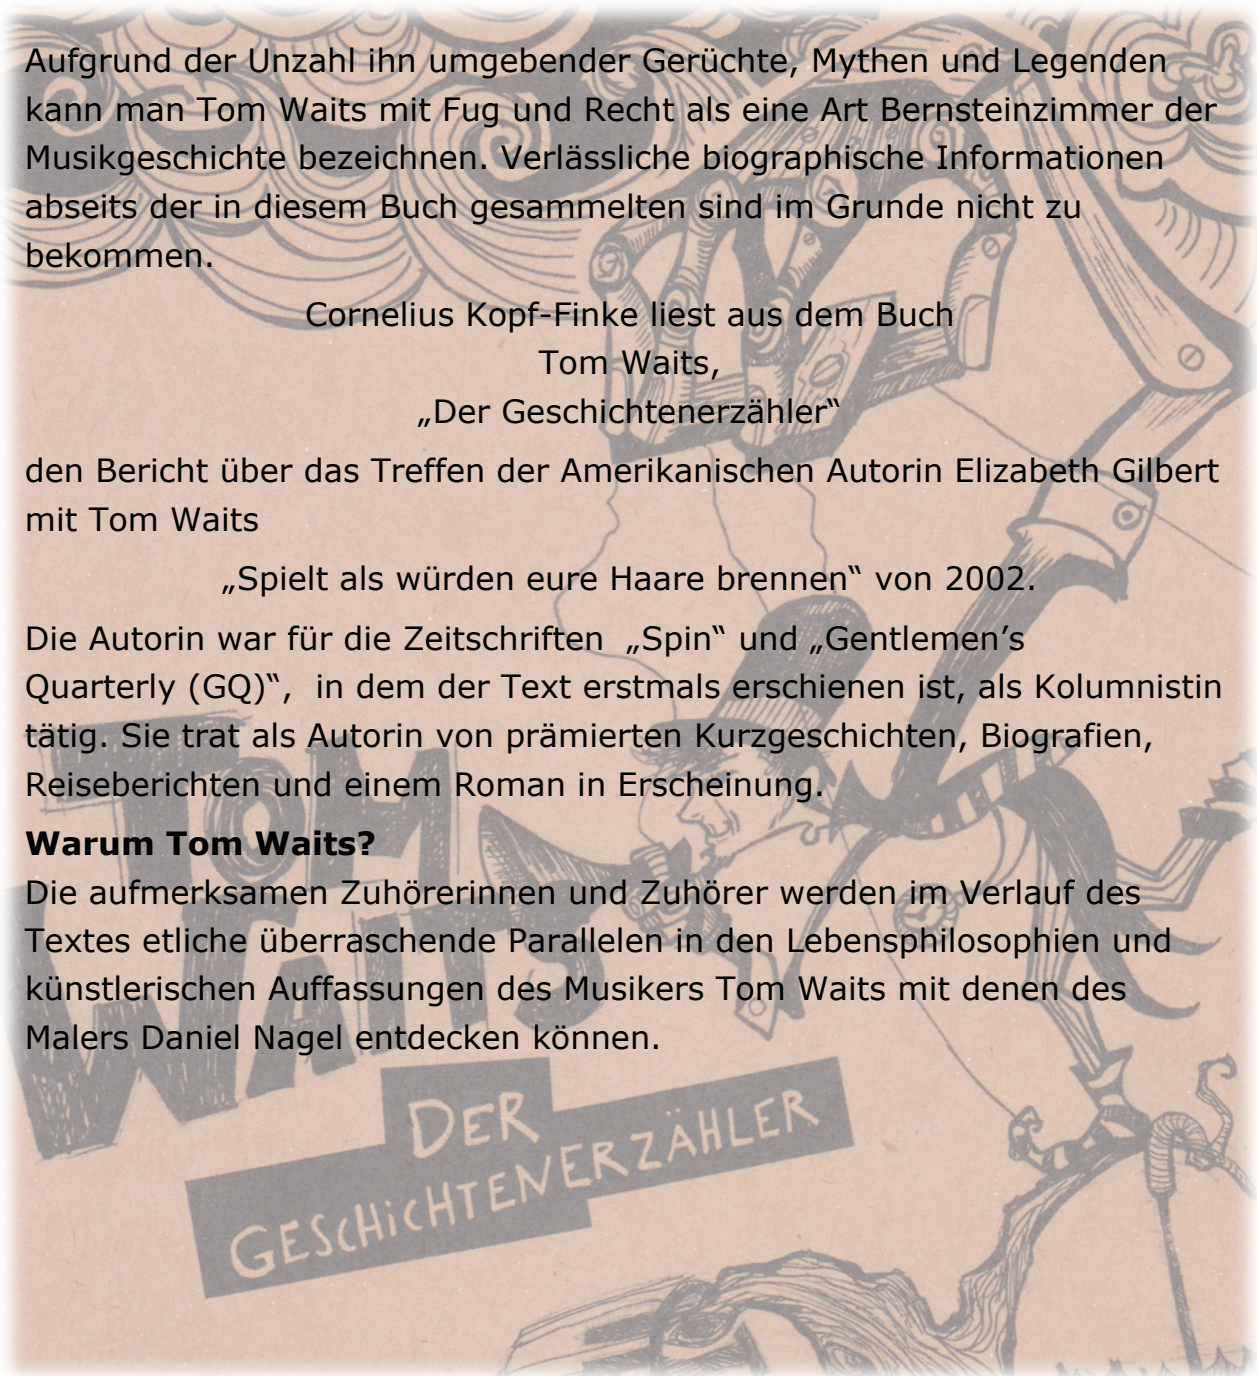 Aufgrund der Unzahl ihn umgebender Gerüchte, Mythen und Legenden
kann man Tom Waits mit Fug und Recht als eine Art Bernsteinzimmer der
Musikgeschichte bezeichnen. Verlässliche biographische Informationen
abseits der in diesem Buch gesammelten sind im Grunde nicht zu
bekommen.
Cornelius Kopf-Finke liest aus dem Buch
Tom Waits,
„Der Geschichtenerzähler“
den Bericht über das Treffen der Amerikanischen Autorin Elizabeth Gilbert
mit Tom Waits
„Spielt als würden eure Haare brennen“ von 2002.
Die Autorin war für die Zeitschriften „Spin“ und „Gentlemen’s
Quarterly (GQ)“, in dem der Text erstmals erschienen ist, als Kolumnistin
tätig. Sie trat als Autorin von prämierten Kurzgeschichten, Biografien,
Reiseberichten und einem Roman in Erscheinung.
Warum Tom Waits?
Die aufmerksamen Zuhörerinnen und Zuhörer werden im Verlauf des
Textes etliche überraschende Parallelen in den Lebensphilosophien und
künstlerischen Auffassungen des Musikers Tom Waits mit denen des
Malers Daniel Nagel entdecken können.
TOM
WAITS
DER
GESCHiCHTENERZÄHLER